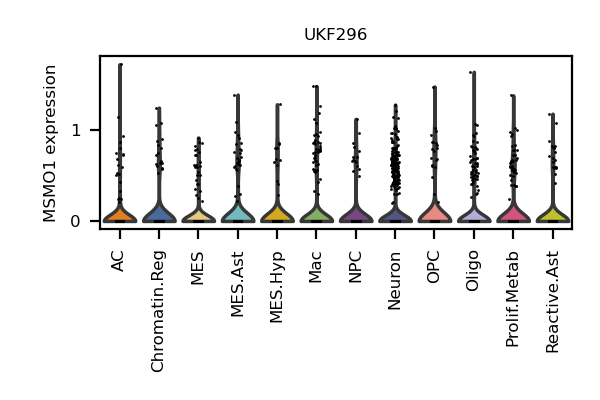 UKF296
MSMO1 expression
1
0
AC
Chromatin.Reg
MES
MES.Ast
MES.Hyp
Mac
NPC
Neuron
OPC
Oligo
Prolif.Metab
Reactive.Ast